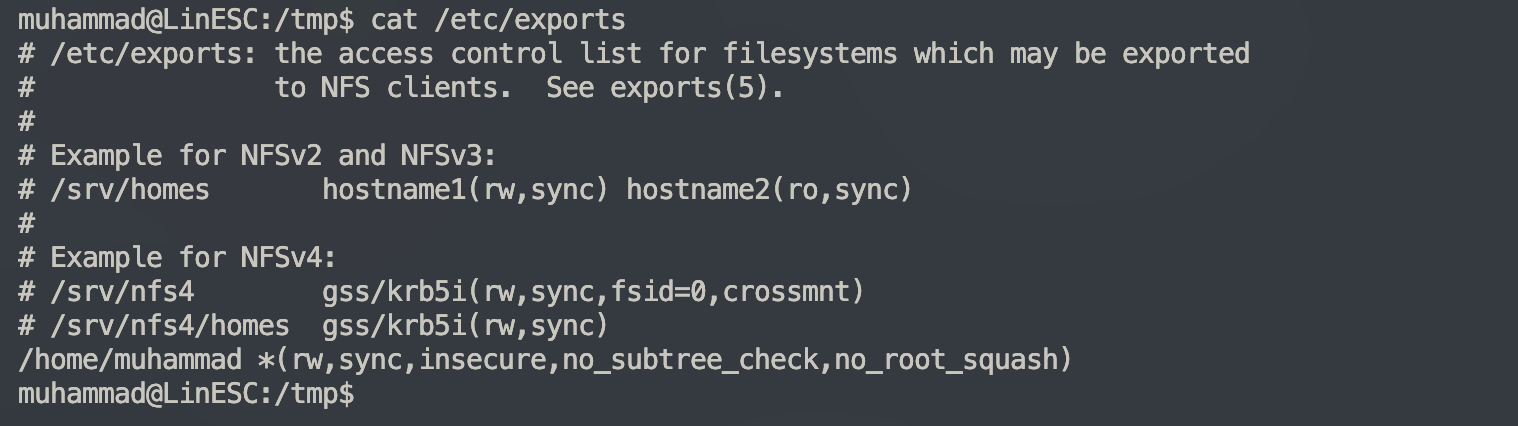 muhammad@LinESC:/tmp$ cat /etc/exports
# /etc/exports: the access control list for filesystems which may be exported
#               to NFS clients.  See exports(5).
#
# Example for NFSv2 and NFSv3:
# /srv/homes       hostname1(rw,sync) hostname2(ro,sync)
#
# Example for NFSv4:
# /srv/nfs4        gss/krb5i(rw,sync,fsid=0,crossmnt)
# /srv/nfs4/homes  gss/krb5i(rw,sync)
/home/muhammad *(rw,sync,insecure,no_subtree_check,no_root_squash)
muhammad@LinESC:/tmp$